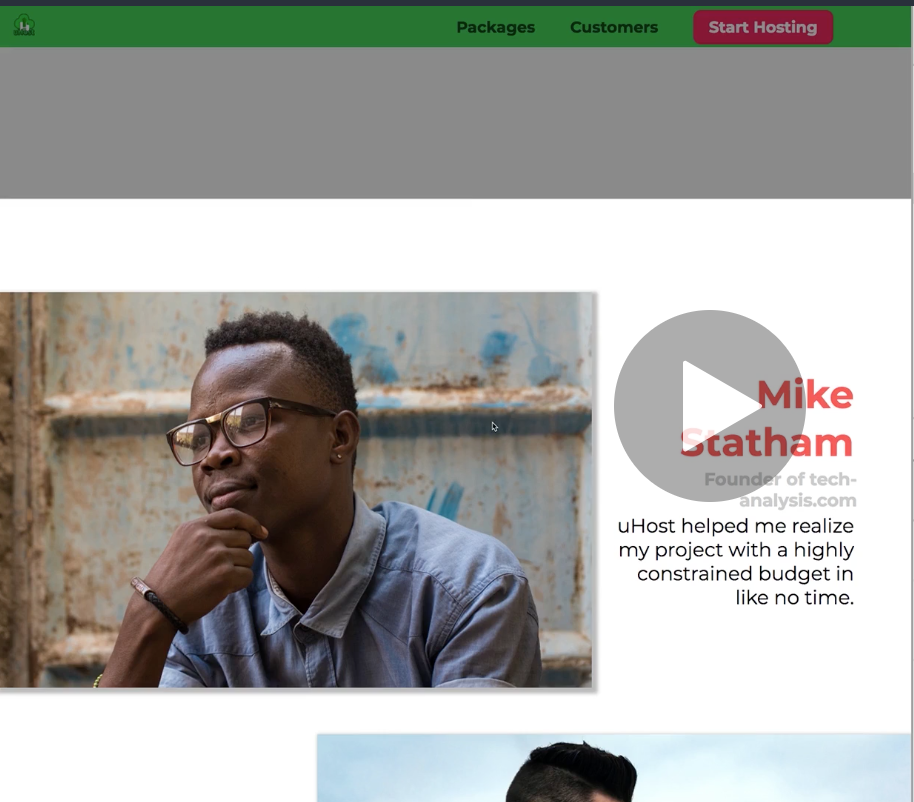 Packages
Customers
Start Hosting
Mike
Statham
Founder of tech-
analysis.com
uHost helped me realize
my project with a highly
constrained budget in
like no time.